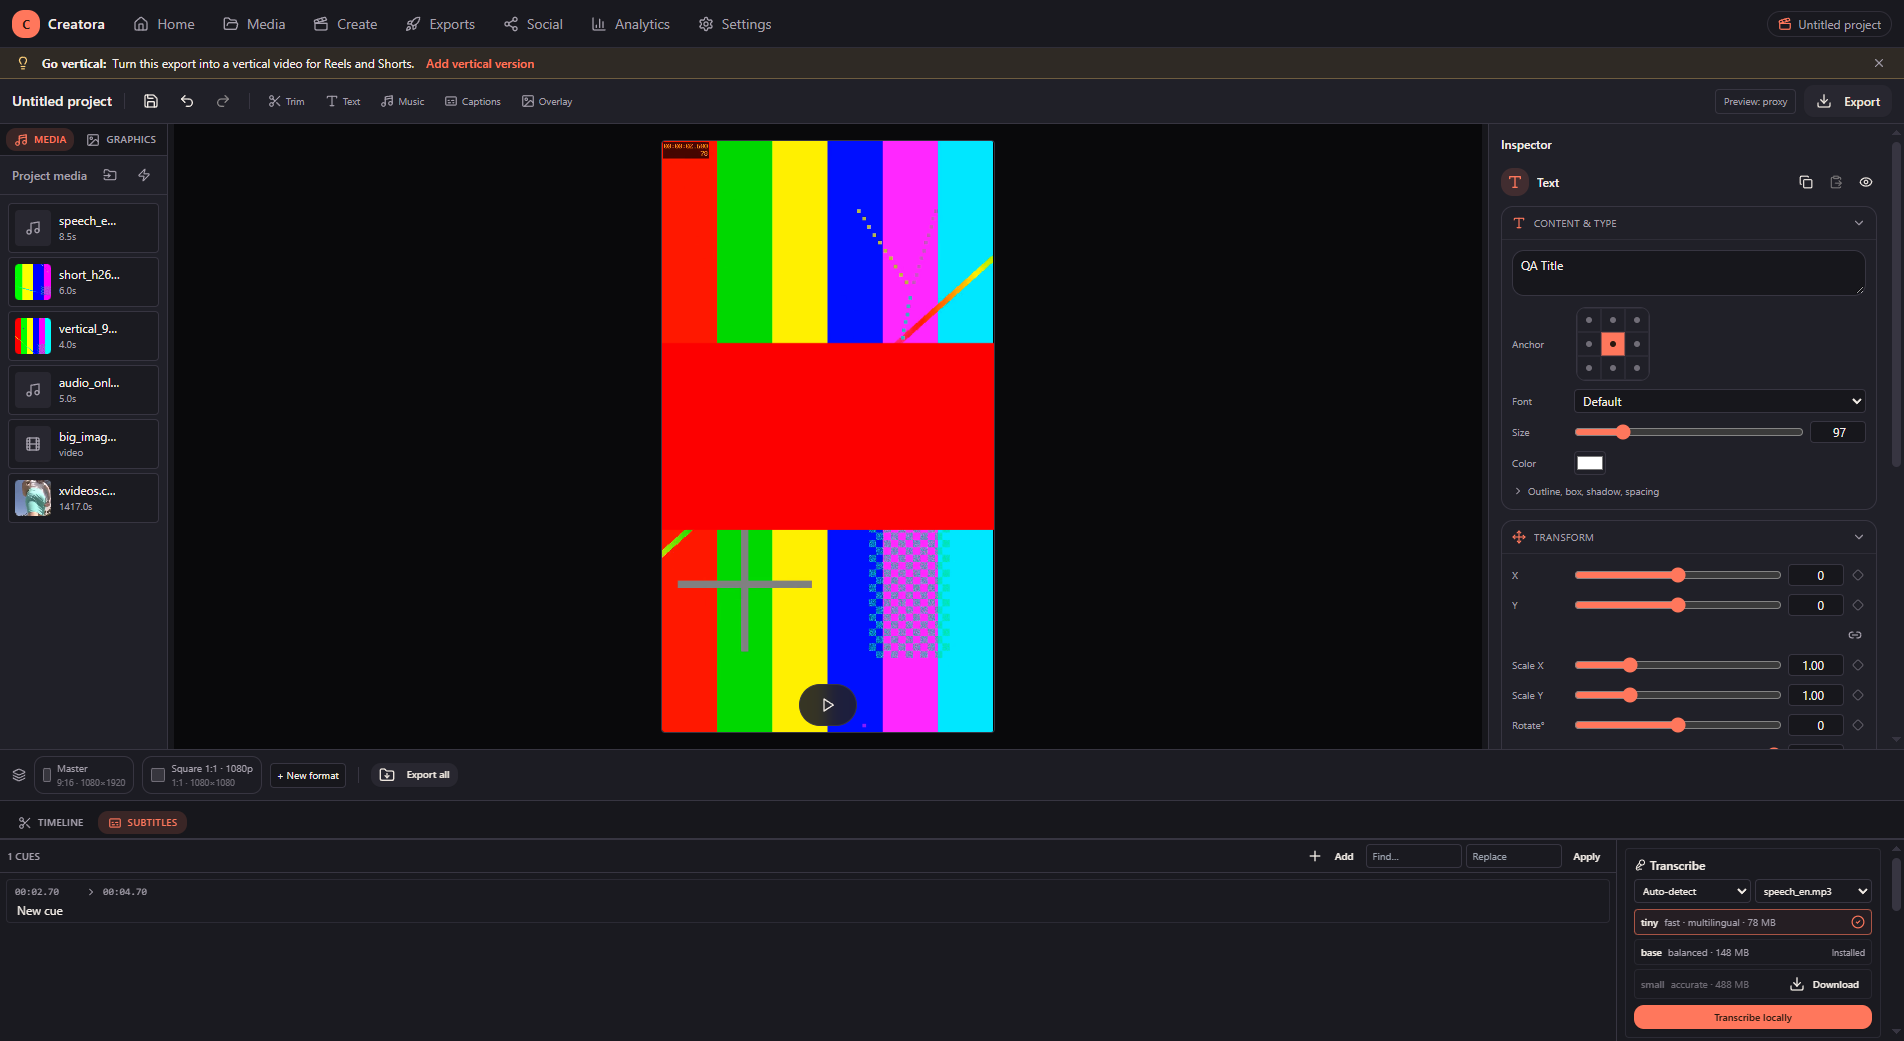 C Creatora Home Media Create Exports Social Analytics Settings Untitled project
Go vertical: Turn this export into a vertical video for Reels and Shorts. Add vertical version
Untitled project Trim Text Music Captions Overlay Preview: proxy Export
MEDIA GRAPHICS
Project media
speech_e...
8.5s
short_h26...
6.0s
vertical_9...
4.0s
audio_onl...
5.0s
big_imag...
video
xvideos.c...
1417.0s
00:00:02.600
78
Inspector
Text
CONTENT & TYPE
QA Title
Anchor
Font Default
Size 97
Color
Outline, box, shadow, spacing
TRANSFORM
X 0
Y 0
Scale X 1.00
Scale Y 1.00
Rotate° 0
Master
9:16 · 1080×1920
Square 1:1 · 1080p
1:1 · 1080×1080
+ New format
Export all
TIMELINE SUBTITLES
1 CUES
Add Find... Replace Apply
00:02.70 > 00:04.70
New cue
Transcribe
Auto-detect speech_en.mp3
tiny fast · multilingual · 78 MB
base balanced · 148 MB Installed
small accurate · 488 MB Download
Transcribe locally